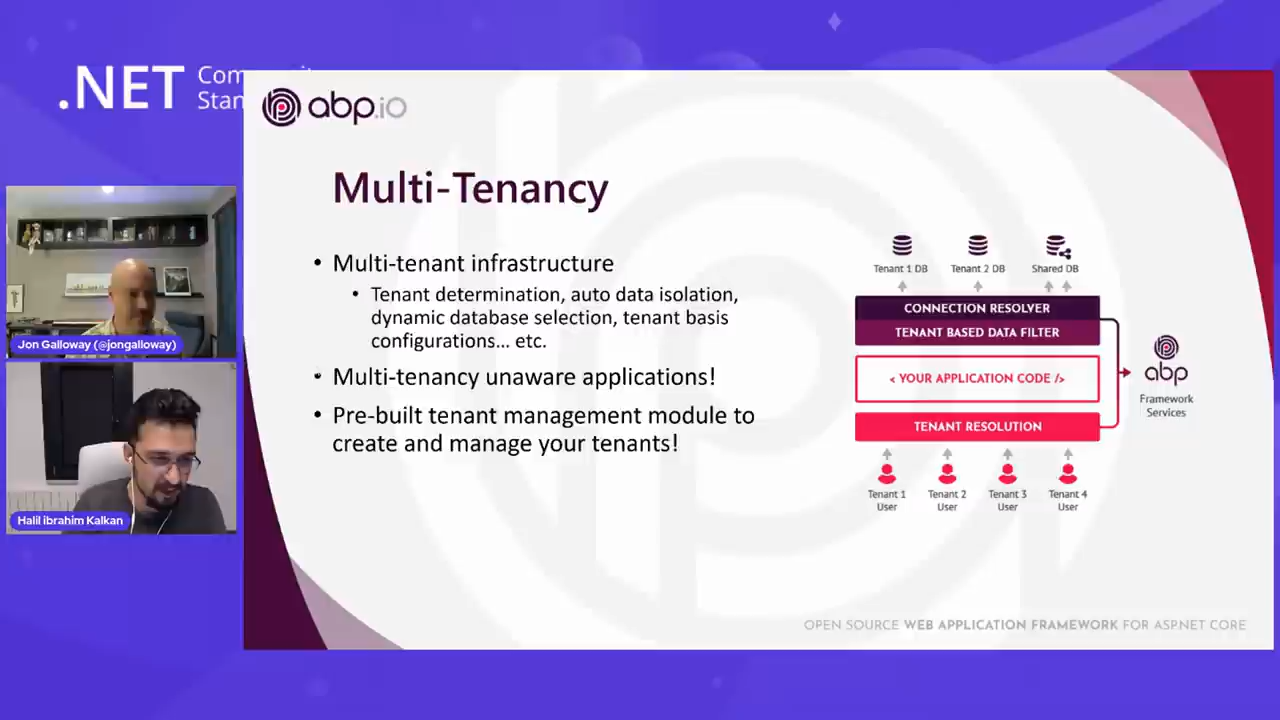 .NET
abp.io
Multi-Tenancy
• Multi-tenant infrastructure
• Tenant determination, auto data isolation,
dynamic database selection, tenant basis
configurations... etc.
• Multi-tenancy unaware applications!
• Pre-built tenant management module to
create and manage your tenants!
Tenant 1 DB
Tenant 2 DB
Shared DB
CONNECTION RESOLVER
TENANT BASED DATA FILTER
< YOUR APPLICATION CODE />
TENANT RESOLUTION
abp
Framework
Services
Tenant 1
User
Tenant 2
User
Tenant 3
User
Tenant 4
User
Jon Galloway (@jongalloway)
Halil ibrahim Kalkan
OPEN SOURCE WEB APPLICATION FRAMEWORK FOR ASP.NET CORE